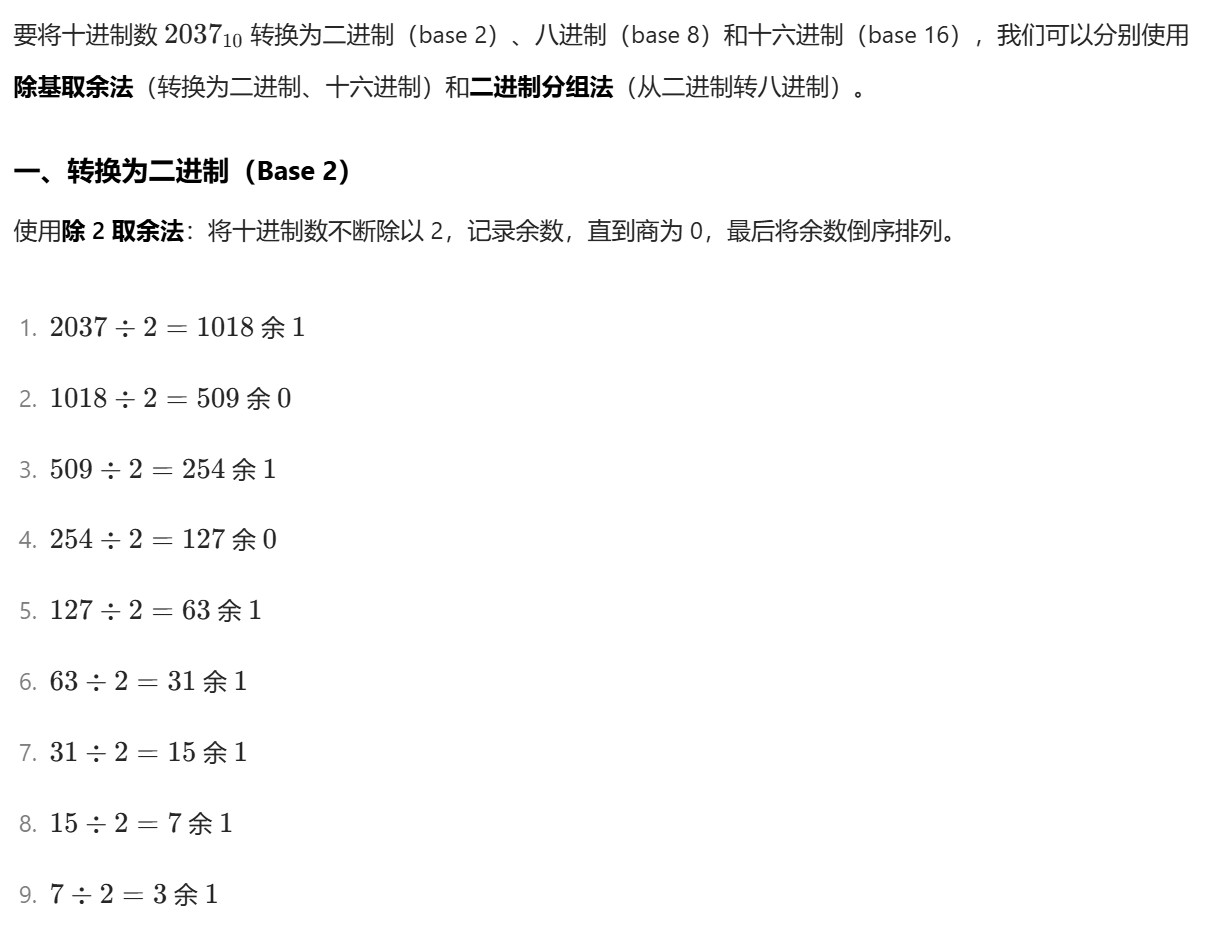 要将十进制数 2037₁₀ 转换为二进制（base 2）、八进制（base 8）和十六进制（base 16），我们可以分别使用
除基取余法（转换为二进制、十六进制）和二进制分组法（从二进制转八进制）。
一、转换为二进制（Base 2）
使用除 2 取余法：将十进制数不断除以 2，记录余数，直到商为 0，最后将余数倒序排列。
1. 2037 ÷ 2 = 1018 余 1
2. 1018 ÷ 2 = 509 余 0
3. 509 ÷ 2 = 254 余 1
4. 254 ÷ 2 = 127 余 0
5. 127 ÷ 2 = 63 余 1
6. 63 ÷ 2 = 31 余 1
7. 31 ÷ 2 = 15 余 1
8. 15 ÷ 2 = 7 余 1
9. 7 ÷ 2 = 3 余 1